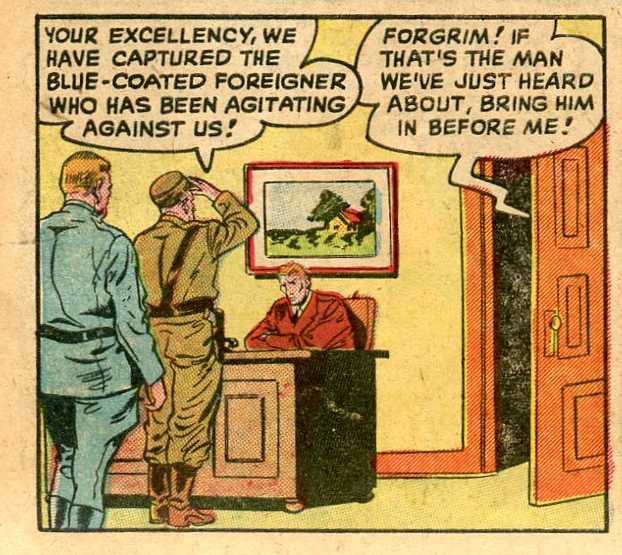 YOUR EXCELLENCY, WE
HAVE CAPTURED THE
BLUE-COATED FOREIGNER
WHO HAS BEEN AGITATING
AGAINST US!
FORGRIM! IF
THAT'S THE MAN
WE'VE JUST HEARD
ABOUT, BRING HIM
IN BEFORE ME!